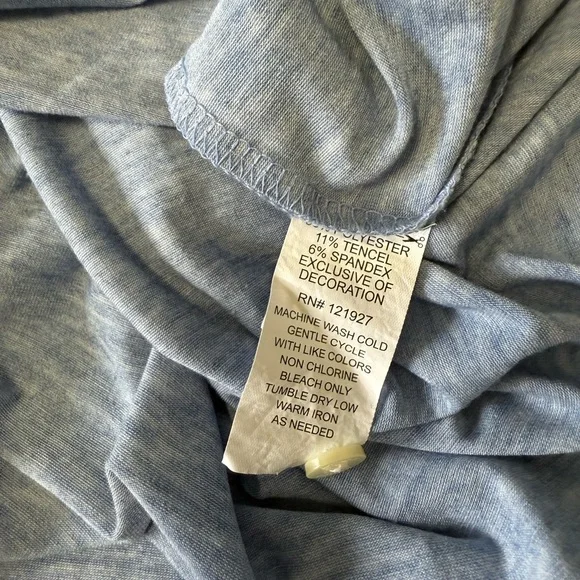 POLYESTER
11% TENCEL
6% SPANDEX
EXCLUSIVE OF
DECORATION
RN# 121927
MACHINE WASH COLD
GENTLE CYCLE
WITH LIKE COLORS
NON CHLORINE
BLEACH ONLY
TUMBLE DRY LOW
WARM IRON
AS NEEDED